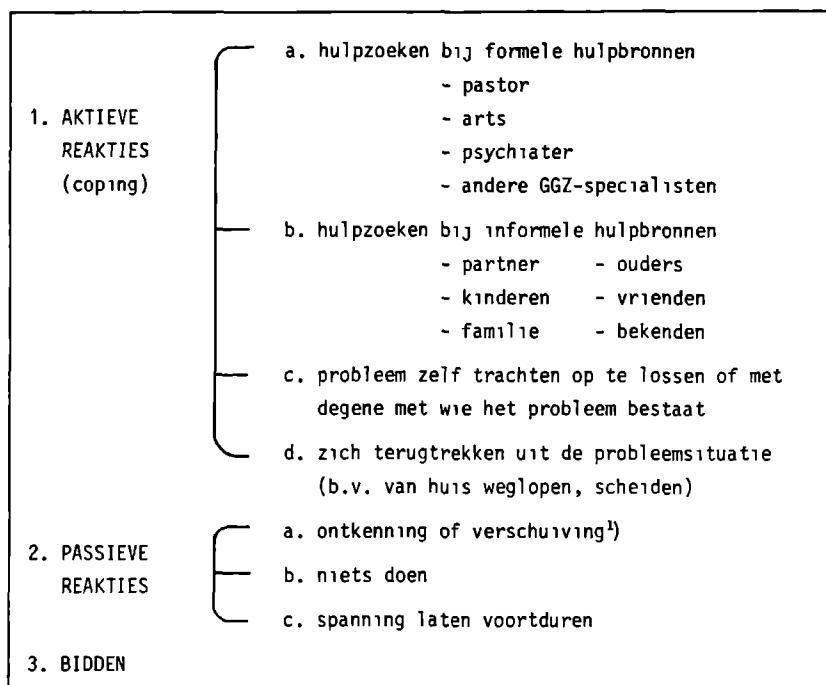 a. hulpzoeken bij formele hulpbronnen
- pastor
1. AKTIEVE - arts
REAKTIES - psychiater
(coping) - andere GGZ-specialisten
b. hulpzoeken bij informele hulpbronnen
- partner - ouders
- kinderen - vrienden
- familie - bekenden
c. probleem zelf trachten op te lossen of met
degene met wie het probleem bestaat
d. zich terugtrekken uit de probleemsituatie
(b.v. van huis weglopen, scheiden)
a. ontkenning of verschuiving¹)
2. PASSIEVE
REAKTIES b. niets doen
c. spanning laten voortduren
3. BIDDEN